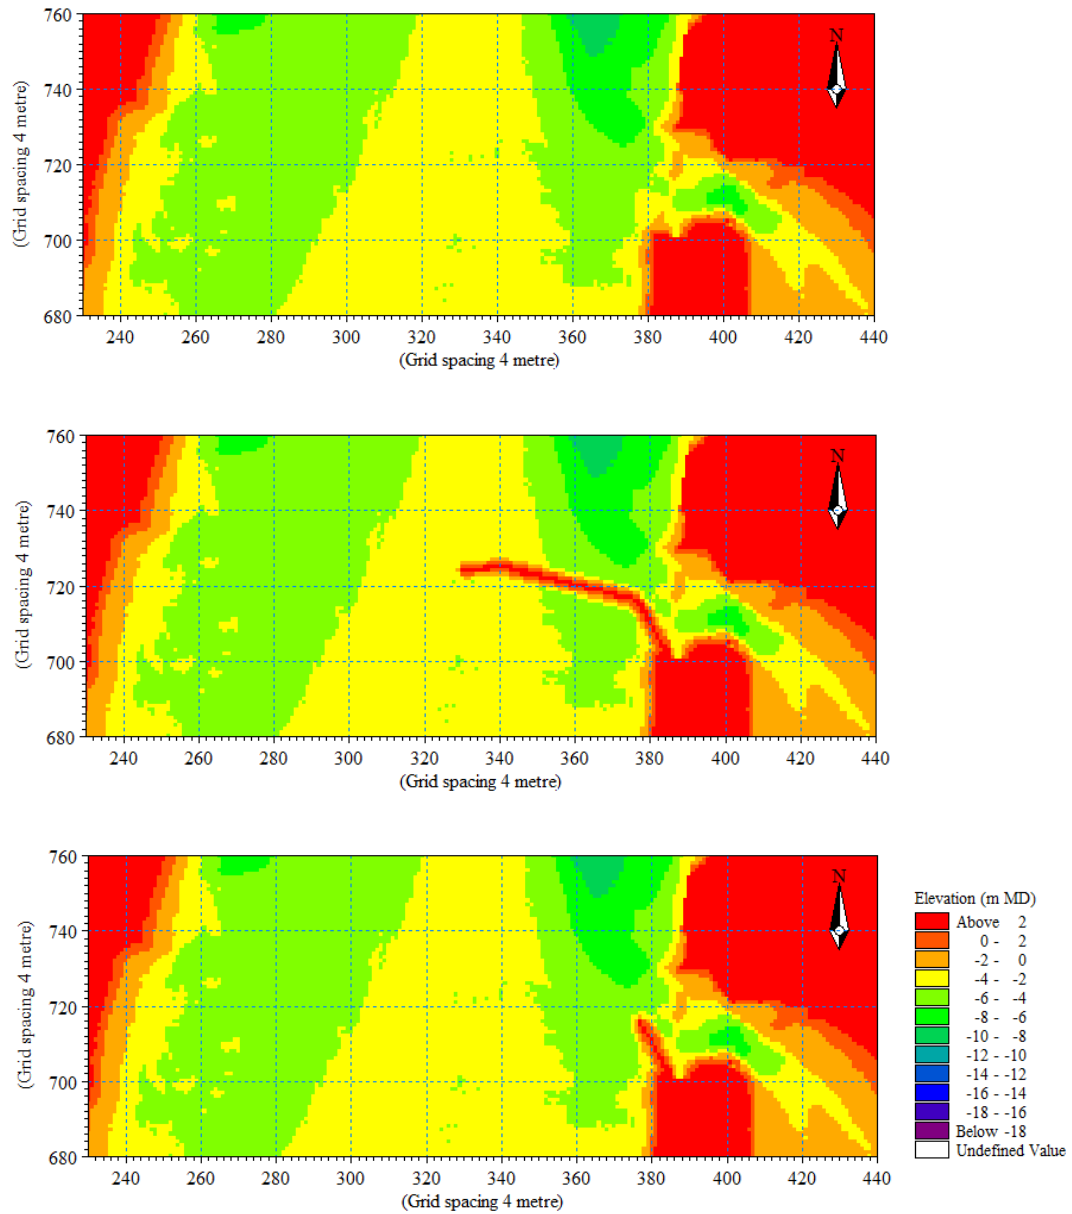 760
740
720
700
680
(Grid spacing 4 metre)
N
240 260 280 300 320 340 360 380 400 420 440
(Grid spacing 4 metre)
760
740
720
700
680
(Grid spacing 4 metre)
N
240 260 280 300 320 340 360 380 400 420 440
(Grid spacing 4 metre)
760
740
720
700
680
(Grid spacing 4 metre)
N
240 260 280 300 320 340 360 380 400 420 440
(Grid spacing 4 metre)
Elevation (m MD)
Above 2
0 - 2
-2 - 0
-4 - -2
-6 - -4
-8 - -6
-10 - -8
-12 - -10
-14 - -12
-16 - -14
-18 - -16
Below -18
Undefined Value